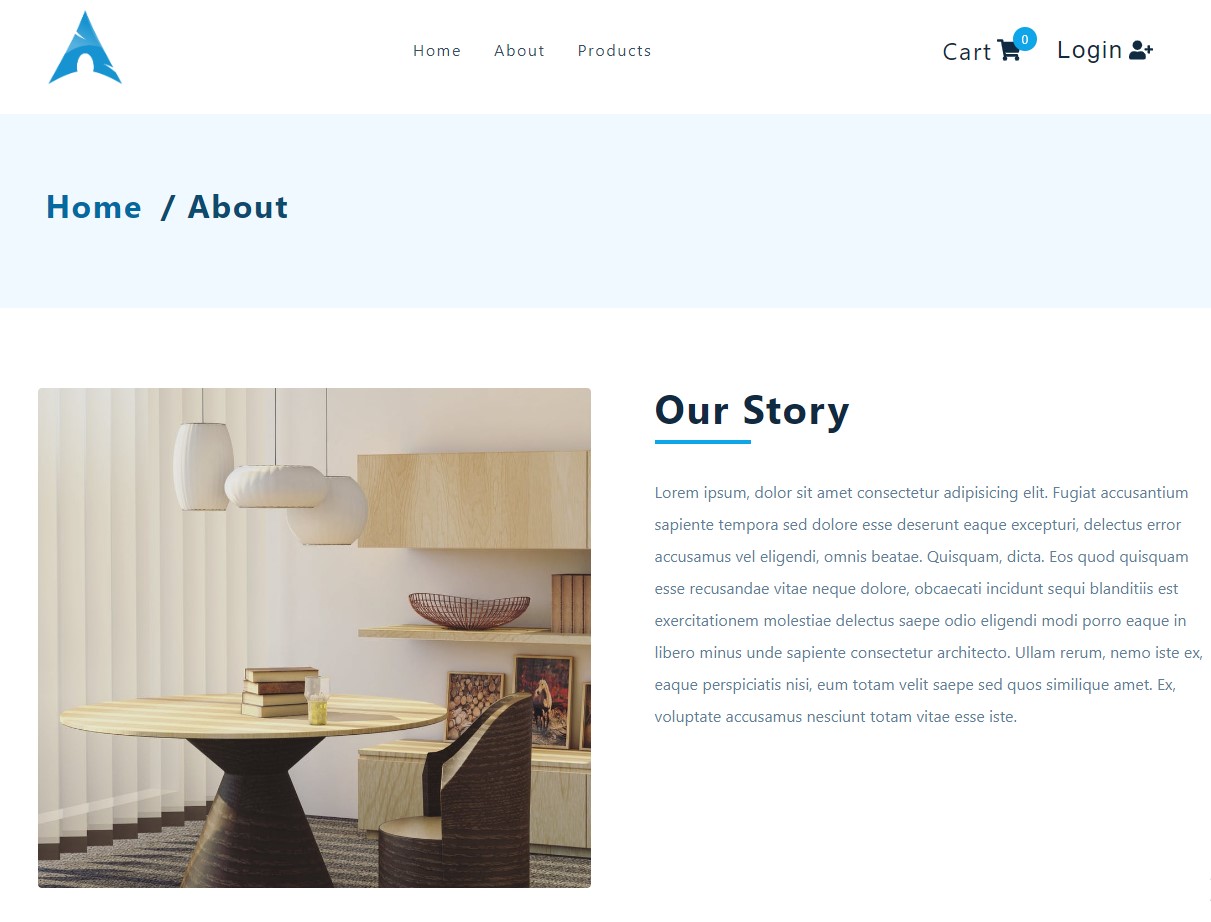 Home About Products Cart 0 Login
Home / About
Our Story
Lorem ipsum, dolor sit amet consectetur adipisicing elit. Fugiat accusantium
sapiente tempora sed dolore esse deserunt eaque excepturi, delectus error
accusamus vel eligendi, omnis beatae. Quisquam, dicta. Eos quod quisquam
esse recusandae vitae neque dolore, obcaecati incidunt sequi blanditiis est
exercitationem molestiae delectus saepe odio eligendi modi porro eaque in
libero minus unde sapiente consectetur architecto. Ullam rerum, nemo iste ex,
eaque perspiciatis nisi, eum totam velit saepe sed quos similique amet. Ex,
voluptate accusamus nesciunt totam vitae esse iste.